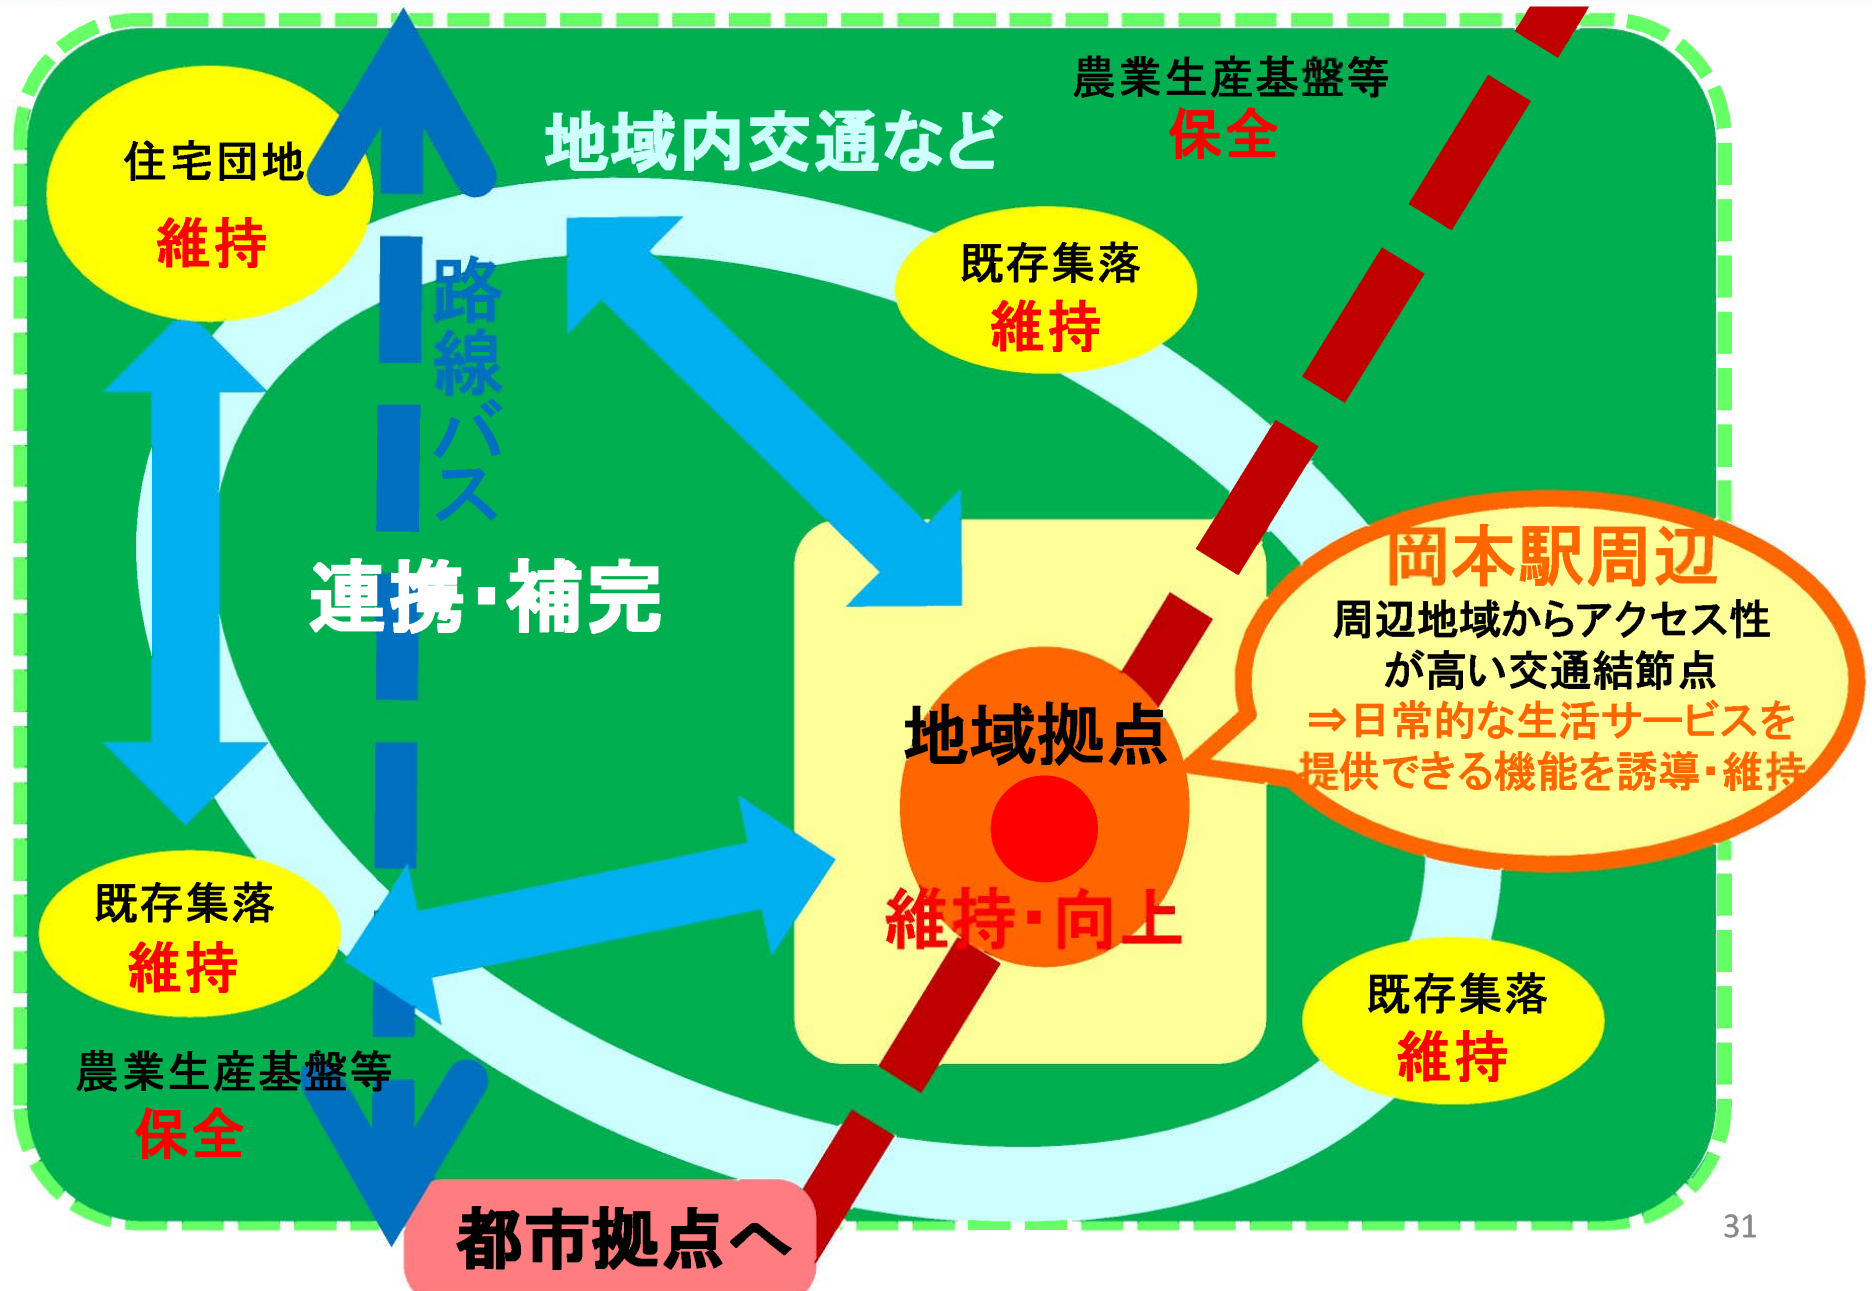 農業生産基盤等
保全
地域内交通など
住宅団地
維持
既存集落
維持
路線バス
岡本駅周辺
周辺地域からアクセス性
が高い交通結節点
⇒日常的な生活サービスを
提供できる機能を誘導・維持
連携・補完
地域拠点
維持・向上
既存集落
維持
既存集落
維持
農業生産基盤等
保全
都市拠点へ
31